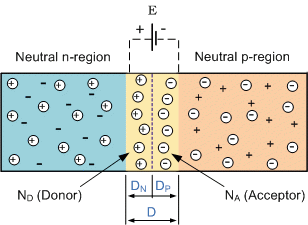 E
+ -
Neutral n-region Neutral p-region
D_N D_P
N_D (Donor) N_A (Acceptor)
D